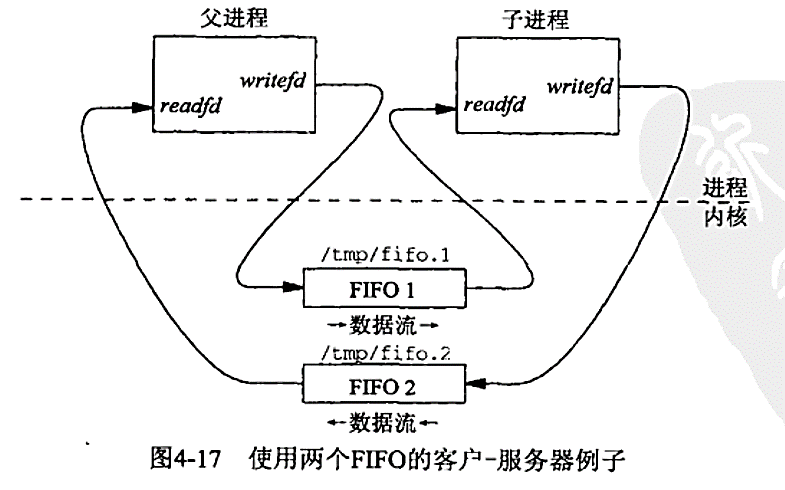 父进程
子进程
writefd
readfd
writefd
readfd
进程
内核
/tmp/fifo.1
FIFO 1
→数据流→
/tmp/fifo.2
FIFO 2
←数据流←
图4-17 使用两个FIFO的客户-服务器例子